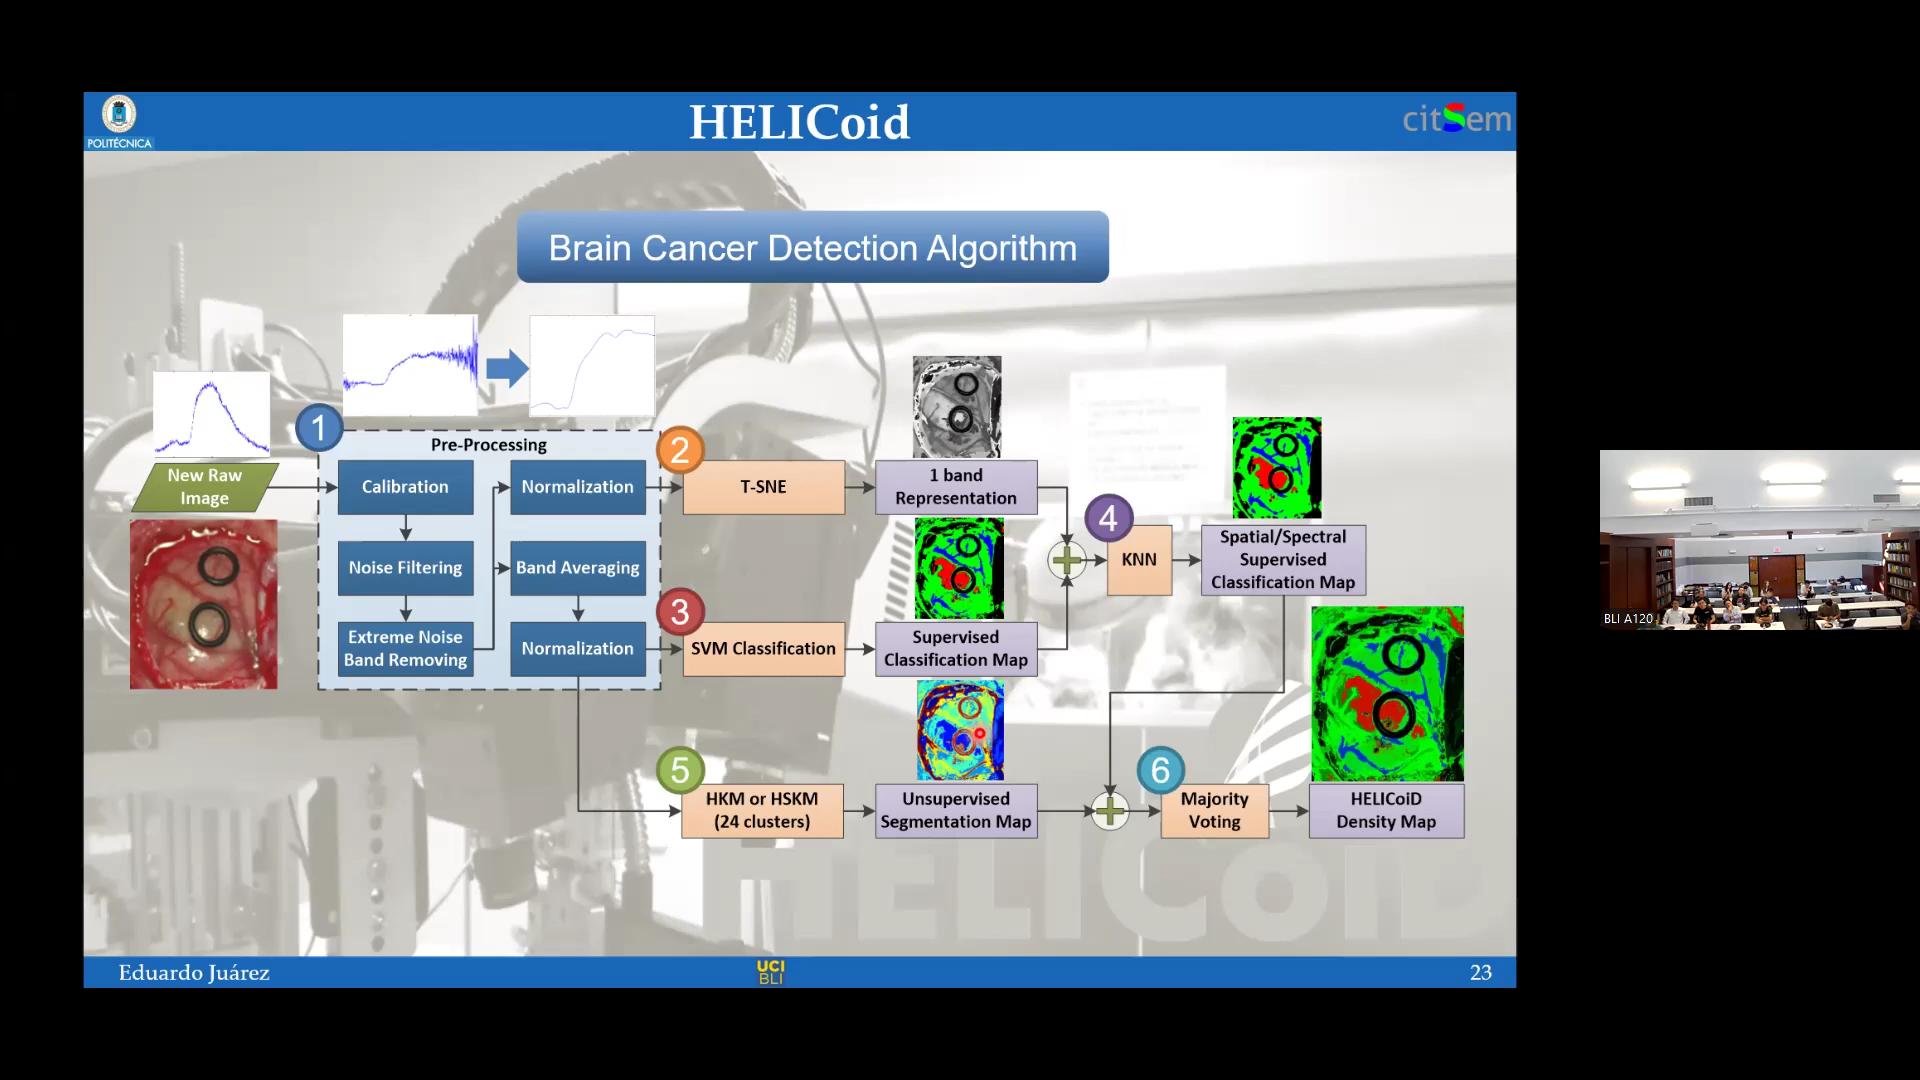 POLITÉCNICA
HELICoid
citSem
Brain Cancer Detection Algorithm
1
Pre-Processing
New Raw
Image
Calibration
Noise Filtering
Extreme Noise
Band Removing
Normalization
Band Averaging
Normalization
2
T-SNE
1 band
Representation
3
SVM Classification
Supervised
Classification Map
4
KNN
Spatial/Spectral
Supervised
Classification Map
5
HKM or HSKM
(24 clusters)
Unsupervised
Segmentation Map
6
Majority
Voting
HELICoiD
Density Map
HELICoiD
Eduardo Juárez
UCI
BLI
23
BLI A120